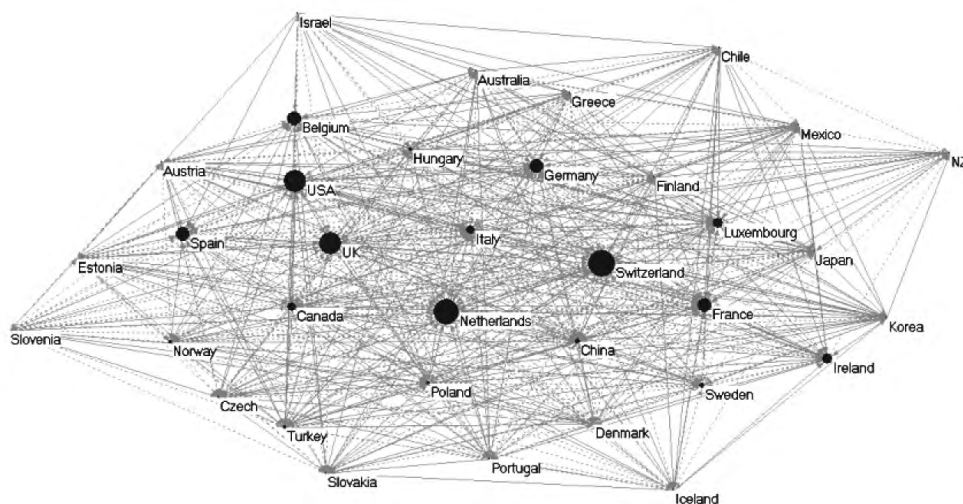 Israel
Chile
Australia
Greece
Belgium
Mexico
Hungary
NZ
Austria
Germany
Finland
USA
Luxembourg
Italy
Spain
UK
Japan
Estonia
Switzerland
Canada
Netherlands
France
Korea
Slovenia
Norway
China
Ireland
Poland
Sweden
Czech
Denmark
Turkey
Portugal
Slovakia
Iceland